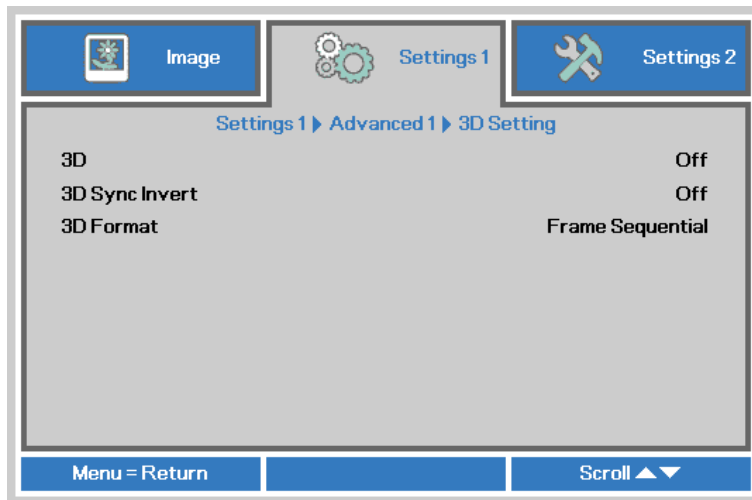 Image
Settings 1
Settings 2
Settings 1 ▶ Advanced 1 ▶ 3D Setting
3D Off
3D Sync Invert Off
3D Format Frame Sequential
Menu = Return
Scroll ▲▼